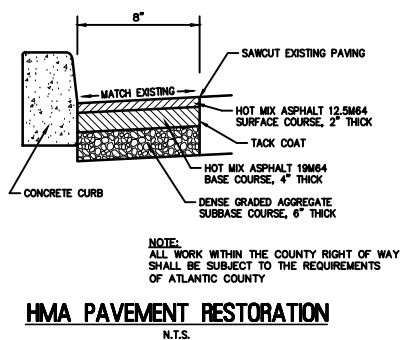 8"
SAWCUT EXISTING PAVING
MATCH EXISTING
HOT MIX ASPHALT 12.5M64
SURFACE COURSE, 2" THICK
TACK COAT
HOT MIX ASPHALT 19M64
BASE COURSE, 4" THICK
CONCRETE CURB
DENSE GRADED AGGREGATE
SUBBASE COURSE, 6" THICK
NOTE:
ALL WORK WITHIN THE COUNTY RIGHT OF WAY
SHALL BE SUBJECT TO THE REQUIREMENTS
OF ATLANTIC COUNTY
HMA PAVEMENT RESTORATION
N.T.S.